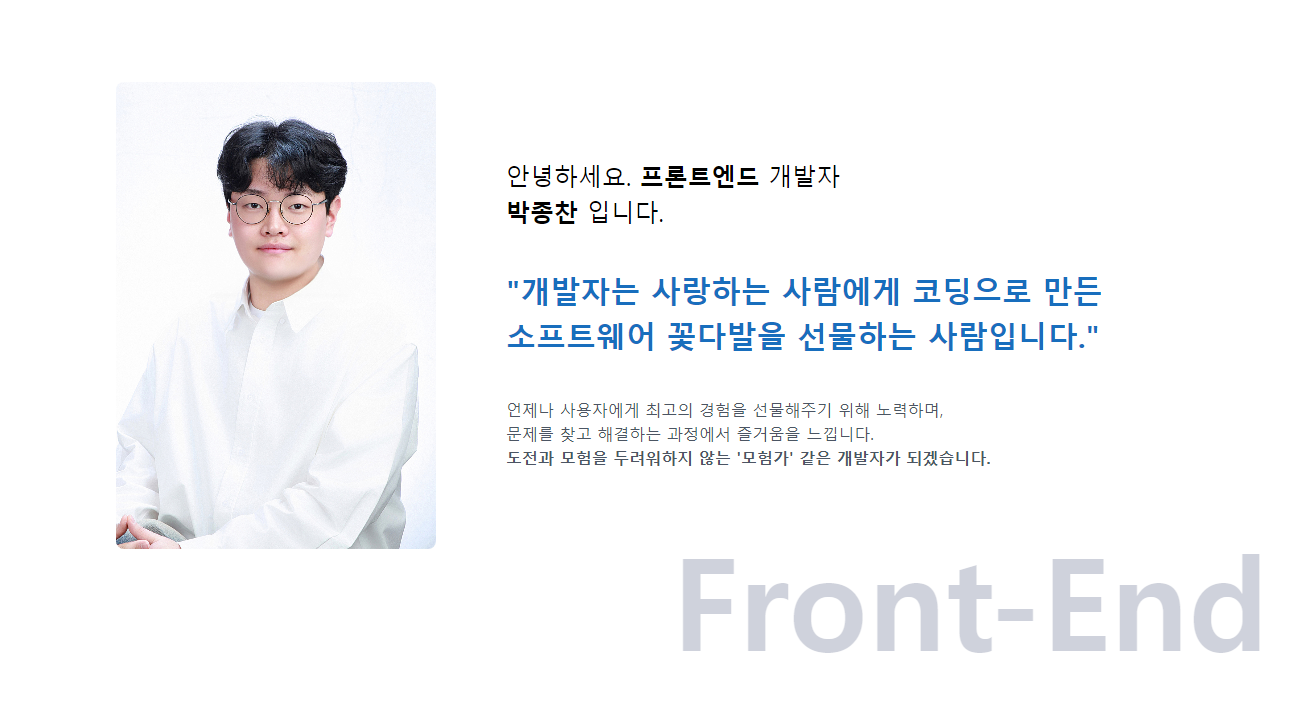 안녕하세요. 프론트엔드 개발자
박종찬 입니다.
"개발자는 사랑하는 사람에게 코딩으로 만든
소프트웨어 꽃다발을 선물하는 사람입니다."
언제나 사용자에게 최고의 경험을 선물해주기 위해 노력하며,
문제를 찾고 해결하는 과정에서 즐거움을 느낍니다.
도전과 모험을 두려워하지 않는 '모험가' 같은 개발자가 되겠습니다.
Front-End